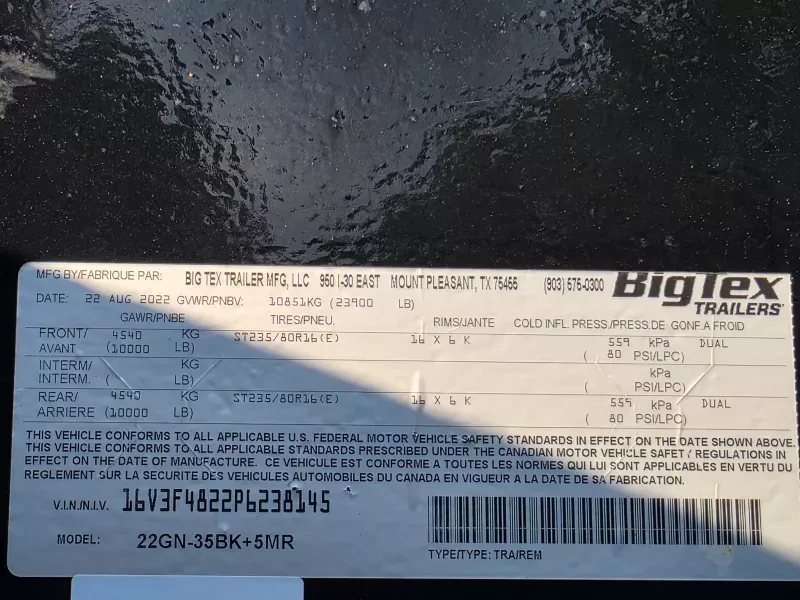 MFG BY/FABRIQUE PAR: BIG TEX TRAILER MFG, LLC 950 I-30 EAST MOUNT PLEASANT, TX 75455 (903) 575-0300 BigTex
TRAILERS
DATE: 22 AUG 2022 GVWR/PNBV: 10851KG (23900 LB)
GAWR/PNBE TIRES/PNEU. RIMS/JANTE COLD INFL. PRESS./PRESS.DE GONF.A FROID
FRONT/ 4540 KG ST235/80R16(E) 16 X 6 K 559 kPa DUAL
AVANT (10000 LB) ( 80 PSI/LPC)
INTERM/ KG kPa
INTERM. ( LB) ( PSI/LPC)
REAR/ 4540 KG ST235/80R16(E) 16 X 6 K 559 kPa DUAL
ARRIERE (10000 LB) ( 80 PSI/LPC)
THIS VEHICLE CONFORMS TO ALL APPLICABLE U.S. FEDERAL MOTOR VEHICLE SAFETY STANDARDS IN EFFECT ON THE DATE SHOWN ABOVE.
THIS VEHICLE CONFORMS TO ALL APPLICABLE STANDARDS PRESCRIBED UNDER THE CANADIAN MOTOR VEHICLE SAFETY REGULATIONS IN
EFFECT ON THE DATE OF MANUFACTURE. CE VEHICULE EST CONFORME A TOUTES LES NORMES QUI LUI SONT APPLICABLES EN VERTU DU
REGLEMENT SUR LA SECURITE DES VEHICULES AUTOMOBILES DU CANADA EN VIGUEUR A LA DATE DE SA FABRICATION.
V.I.N./N.I.V. 16V3F4822P6238145
MODEL: 22GN-35BK+5MR
TYPE/TYPE: TRA/REM